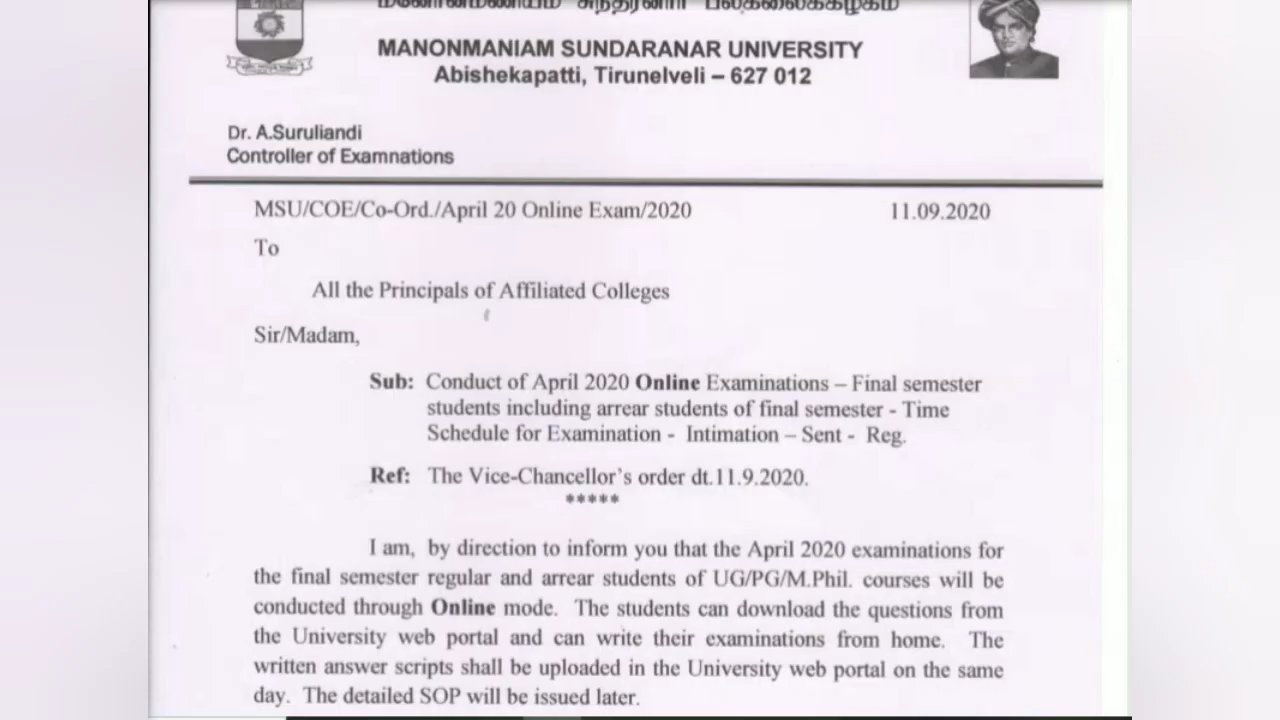 மனோன்மணியம் சுந்தரனார் பல்கலைக்கழகம்
MANONMANIAM SUNDARANAR UNIVERSITY
Abishekapatti, Tirunelveli – 627 012
Dr. A.Suruliandi
Controller of Examnations
MSU/COE/Co-Ord./April 20 Online Exam/2020 11.09.2020
To
All the Principals of Affiliated Colleges
Sir/Madam,
Sub: Conduct of April 2020 Online Examinations – Final semester
students including arrear students of final semester - Time
Schedule for Examination - Intimation – Sent - Reg.
Ref: The Vice-Chancellor's order dt.11.9.2020.
*****
I am, by direction to inform you that the April 2020 examinations for
the final semester regular and arrear students of UG/PG/M.Phil. courses will be
conducted through Online mode. The students can download the questions from
the University web portal and can write their examinations from home. The
written answer scripts shall be uploaded in the University web portal on the same
day. The detailed SOP will be issued later.